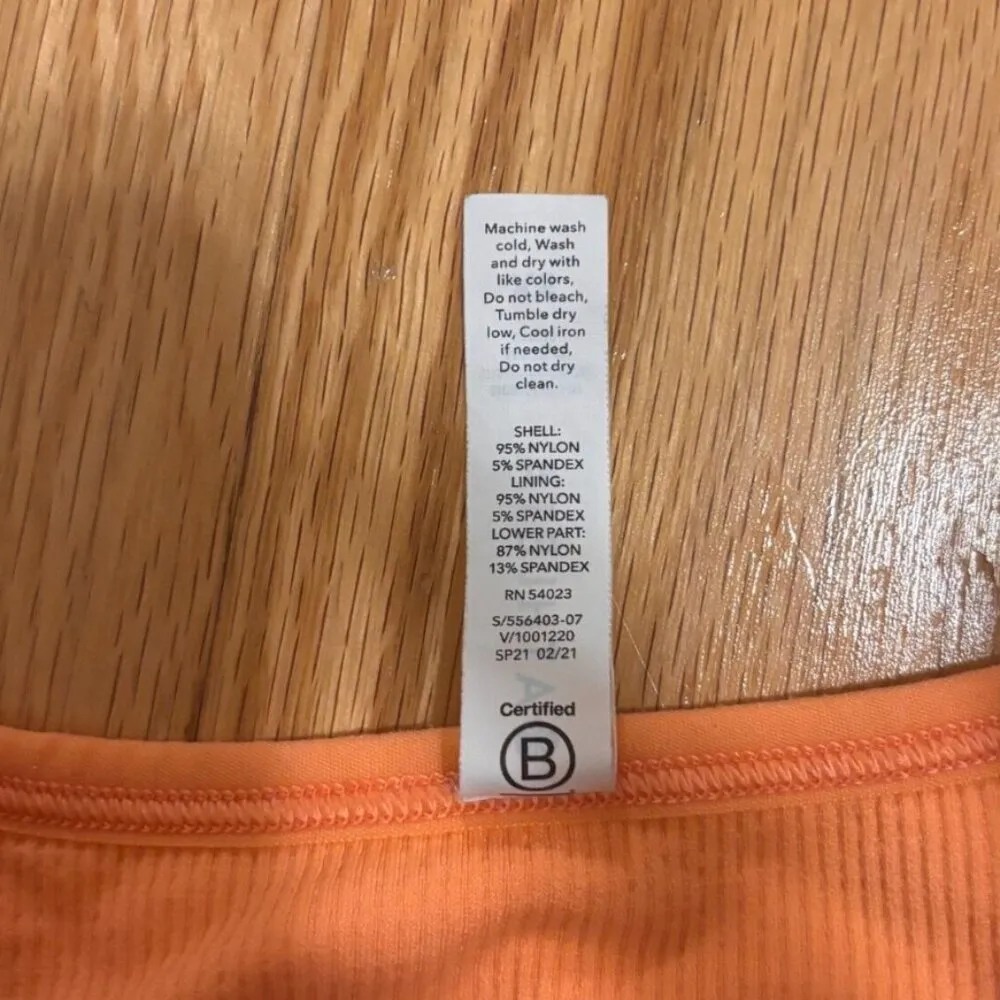 Machine wash
cold, Wash
and dry with
like colors,
Do not bleach,
Tumble dry
low, Cool iron
if needed,
Do not dry
clean.
SHELL:
95% NYLON
5% SPANDEX
LINING:
95% NYLON
5% SPANDEX
LOWER PART:
87% NYLON
13% SPANDEX
RN 54023
S/556403-07
V/1001220
SP21 02/21
Certified
B